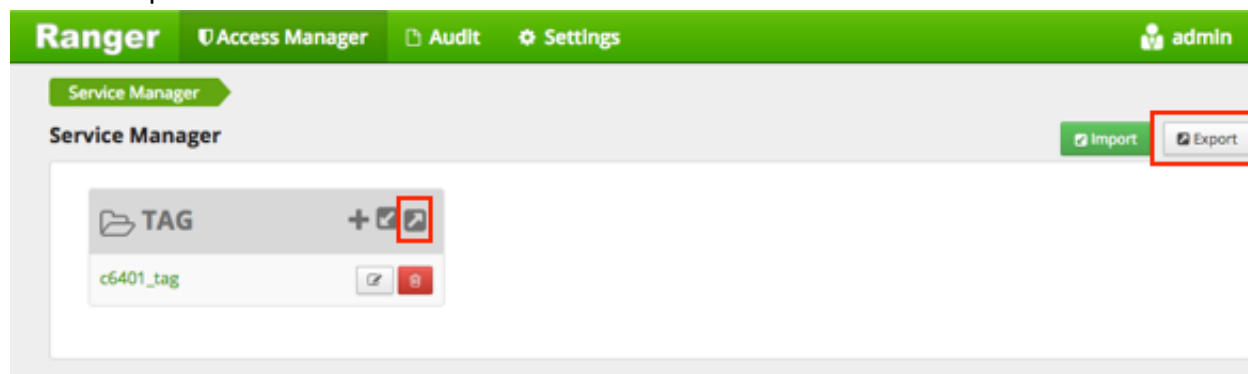 Ranger Access Manager Audit Settings admin
Service Manager
Service Manager Import Export
TAG
c6401_tag